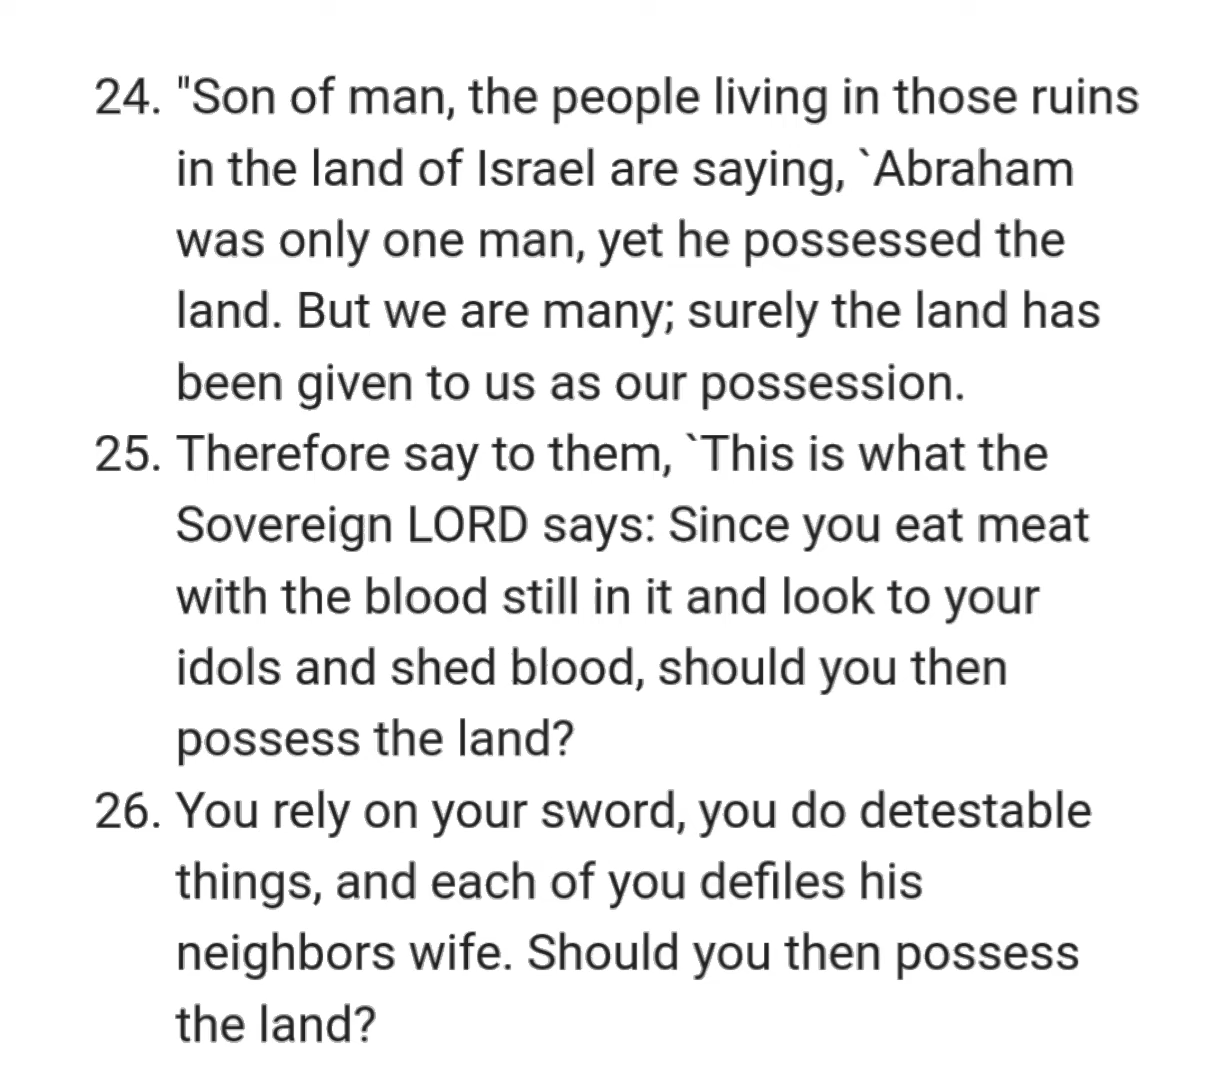 24. "Son of man, the people living in those ruins
in the land of Israel are saying, `Abraham
was only one man, yet he possessed the
land. But we are many; surely the land has
been given to us as our possession.
25. Therefore say to them, `This is what the
Sovereign LORD says: Since you eat meat
with the blood still in it and look to your
idols and shed blood, should you then
possess the land?
26. You rely on your sword, you do detestable
things, and each of you defiles his
neighbors wife. Should you then possess
the land?